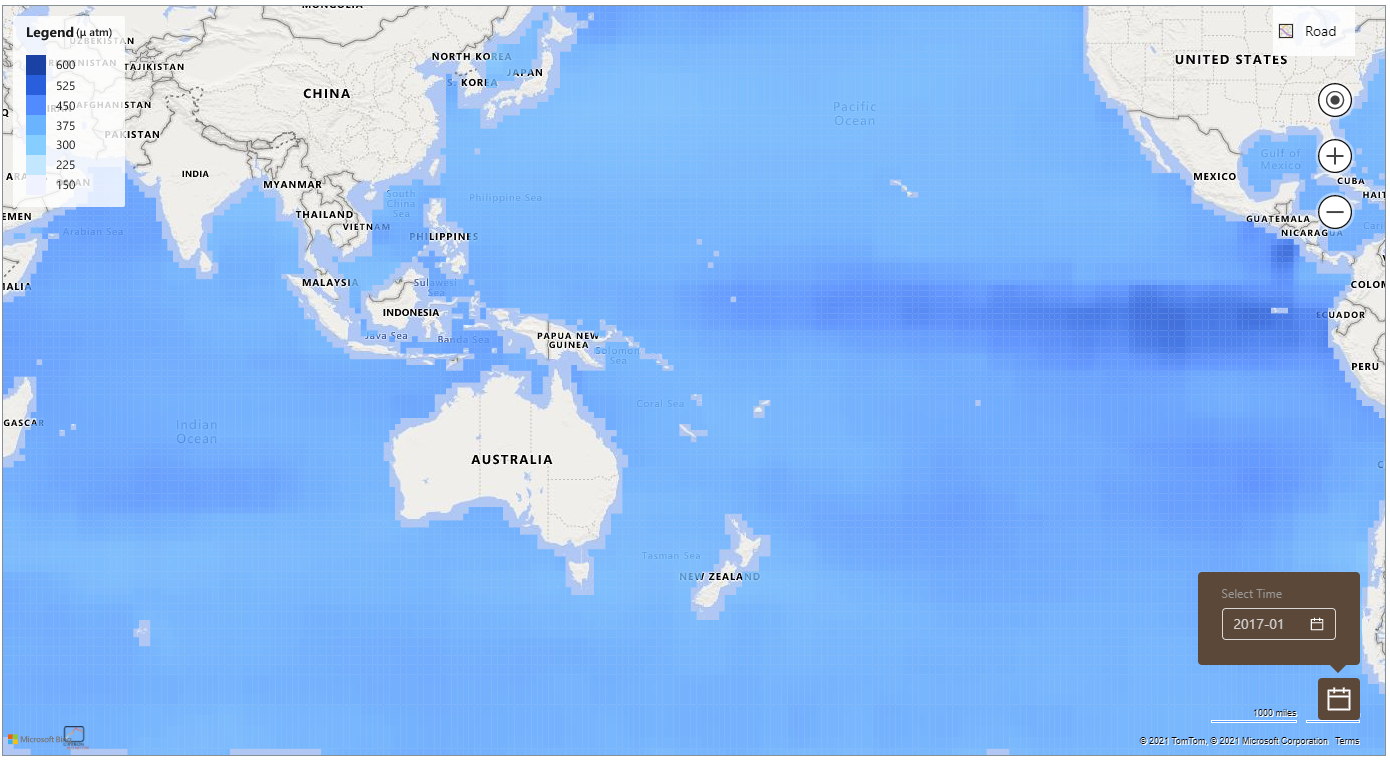 MONGOLIA
Legend (µ atm)
600
525
450
375
300
225
150
UZBEKISTAN
TAJIKISTAN
AFGHANISTAN
PAKISTAN
CHINA
NORTH KOREA
S. KOREA
JAPAN
INDIA
MYANMAR
THAILAND
VIETNAM
South
China
Sea
Philippine Sea
PHILIPPINES
EMEN
Arabian Sea
ALIA
MALAYSIA
Sulawesi
Sea
INDONESIA
Java Sea
Banda Sea
PAPUA NEW
GUINEA
Solomon
Sea
Coral Sea
GASCAR
Indian
Ocean
AUSTRALIA
Tasman Sea
NEW ZEALAND
Pacific
Ocean
UNITED STATES
Road
Gulf of
Mexico
MEXICO
CUBA
HAIT
GUATEMALA
NICARAGUA
Cari
COLOM
ECUADOR
PERU
Select Time
2017-01
1000 miles
Microsoft Bing
© 2021 TomTom, © 2021 Microsoft Corporation Terms